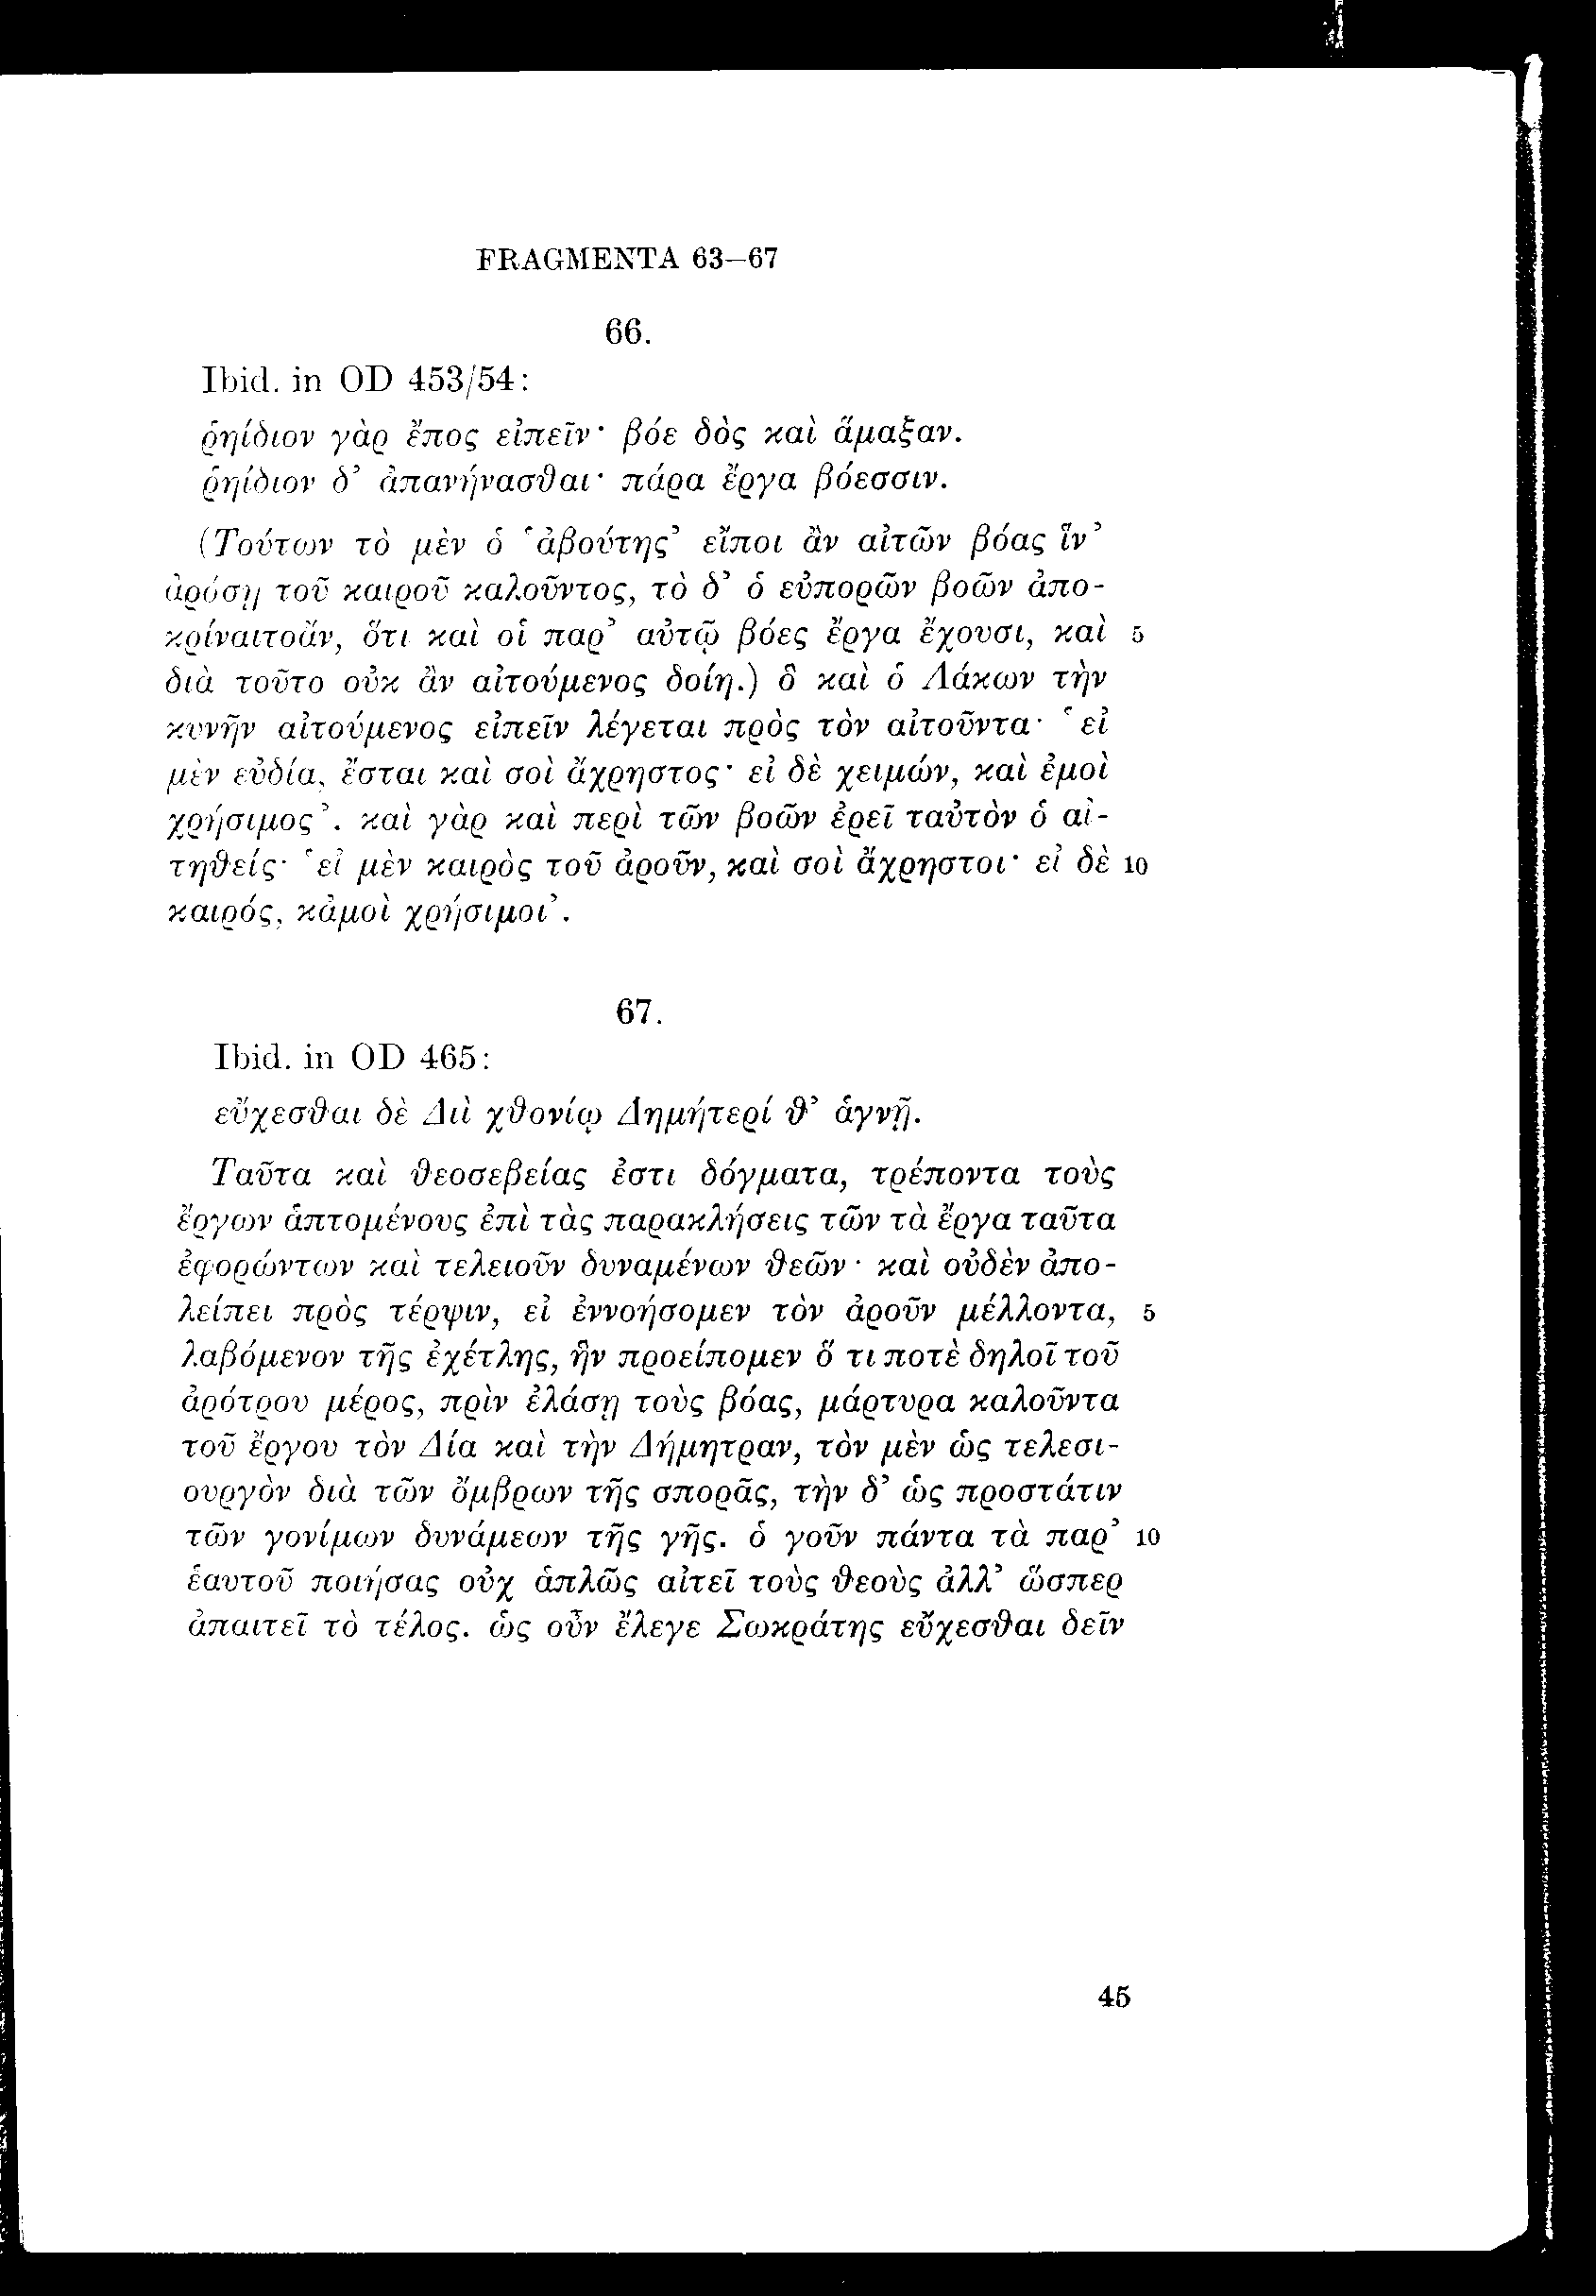 FRAGMENTA 63—67
66.
Ibid. in OD 453/54:
ῥηίδιον γὰρ ἔπος εἰπεῖν· βόε δὸς καὶ ἅμαξαν.
ῥηίδιον δ’ ἀπανήνασθαι· πάρα ἔργα βόεσσιν.
(Τούτων τὸ μὲν ὁ ‘ἀβούτης’ εἴποι ἂν αἰτῶν βόας ἵν’
ἀρόσῃ τοῦ καιροῦ καλοῦντος, τὸ δ’ ὁ εὐπορῶν βοῶν ἀπο-
κρίναιτοἄν, ὅτι καὶ οἱ παρ’ αὐτῷ βόες ἔργα ἔχουσι, καὶ 5
διὰ τοῦτο οὐκ ἂν αἰτούμενος δοίη.) ὃ καὶ ὁ Λάκων τὴν
κυνῆν αἰτούμενος εἰπεῖν λέγεται πρὸς τὸν αἰτοῦντα· ‘εἰ
μὲν εὐδία, ἔσται καὶ σοὶ ἄχρηστος· εἰ δὲ χειμών, καὶ ἐμοὶ
χρήσιμος’. καὶ γὰρ καὶ περὶ τῶν βοῶν ἐρεῖ ταὐτὸν ὁ αἰ-
τηθείς· ‘εἰ μὲν καιρὸς τοῦ ἀροῦν, καὶ σοὶ ἄχρηστοι· εἰ δὲ 10
καιρός, κἀμοὶ χρήσιμοι’.
67.
Ibid. in OD 465:
εὔχεσθαι δὲ Διὶ χθονίῳ Δημήτερί θ’ ἁγνῇ.
Ταῦτα καὶ θεοσεβείας ἐστι δόγματα, τρέποντα τοὺς
ἔργων ἁπτομένους ἐπὶ τὰς παρακλήσεις τῶν τὰ ἔργα ταῦτα
ἐφορώντων καὶ τελειοῦν δυναμένων θεῶν· καὶ οὐδὲν ἀπο-
λείπει πρὸς τέρψιν, εἰ ἐννοήσομεν τὸν ἀροῦν μέλλοντα, 5
λαβόμενον τῆς ἐχέτλης, ἣν προείπομεν ὅ τι ποτὲ δηλοῖ τοῦ
ἀρότρου μέρος, πρὶν ἐλάσῃ τοὺς βόας, μάρτυρα καλοῦντα
τοῦ ἔργου τὸν Δία καὶ τὴν Δήμητραν, τὸν μὲν ὡς τελεσι-
ουργὸν διὰ τῶν ὄμβρων τῆς σπορᾶς, τὴν δ’ ὡς προστάτιν
τῶν γονίμων δυνάμεων τῆς γῆς. ὁ γοῦν πάντα τὰ παρ’ 10
ἑαυτοῦ ποιήσας οὐχ ἁπλῶς αἰτεῖ τοὺς θεοὺς ἀλλ’ ὥσπερ
ἀπαιτεῖ τὸ τέλος. ὡς οὖν ἔλεγε Σωκράτης εὔχεσθαι δεῖν
45